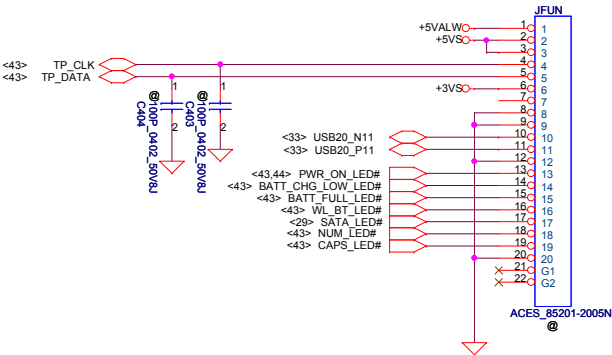 JFUN
+5VALW 1 1
+5VS 2 2
3 3
<43> TP_CLK 4 4
<43> TP_DATA 5 5
+3VS 6 6
7 7
8 8
9 9
<33> USB20_N11 10 10
<33> USB20_P11 11 11
12 12
<43,44> PWR_ON_LED# 13 13
<43> BATT_CHG_LOW_LED# 14 14
<43> BATT_FULL_LED# 15 15
<43> WL_BT_LED# 16 16
<29> SATA_LED# 17 17
<43> NUM_LED# 18 18
<43> CAPS_LED# 19 19
20 20
21 G1
22 G2
ACES_85201-2005N
@
1
2
@100P_0402_50V8J
C404
1
2
@100P_0402_50V8J
C403